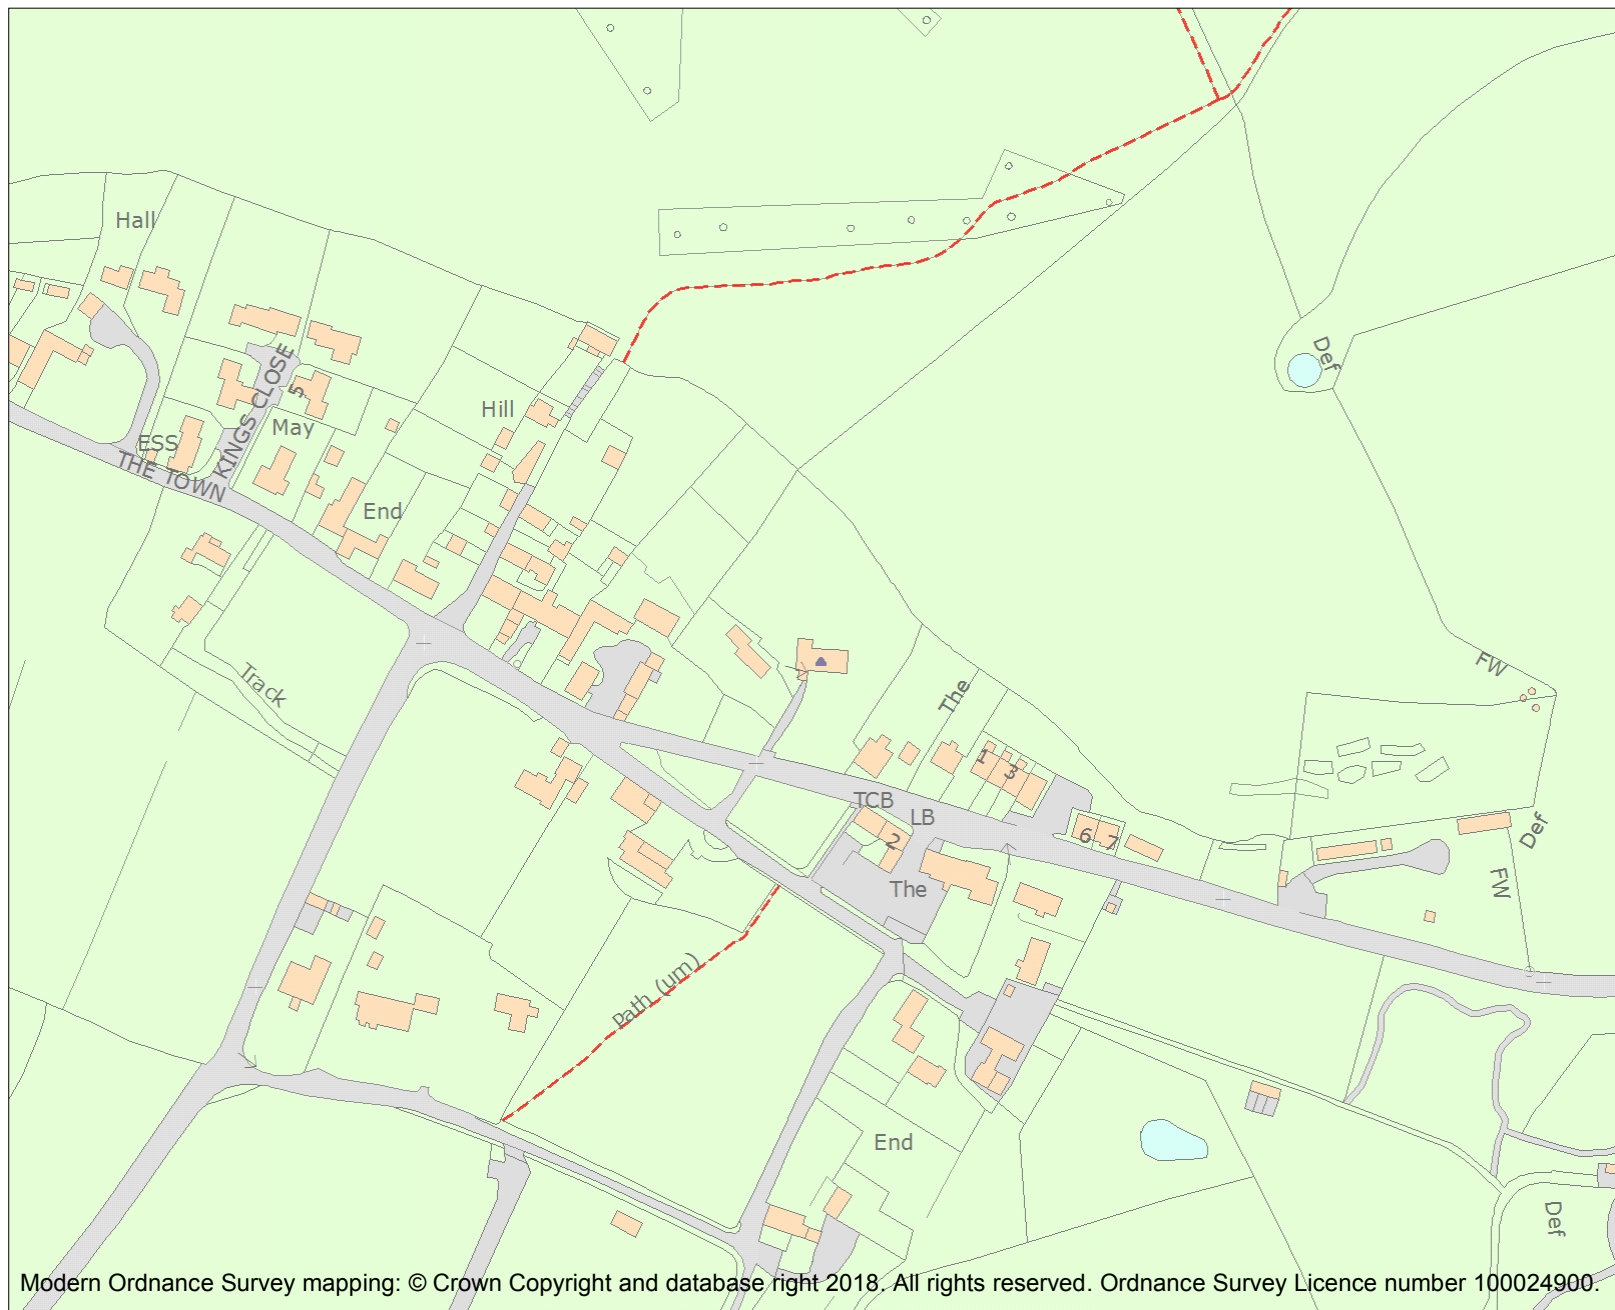 Hall
Def
KINGS CLOSE
5
Hill
May
ESS
THE TOWN
End
Track
FW
The
1
3
TCB
LB
2
6
7
Def
The
FW
Path (um)
End
Def
Modern Ordnance Survey mapping: © Crown Copyright and database right 2018. All rights reserved. Ordnance Survey Licence number 100024900.